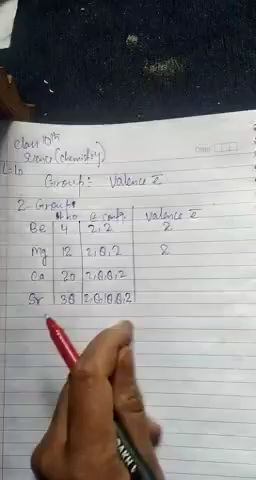 Class 10th
Science (Chemistry)
L=10
Group:- Valence e̅
2-Group:
At.no e.conf. Valence e̅
Be 4 2,2 2
Mg 12 2,8,2 2
Ca 20 2,8,8,2
Sr 38 2,8,18,8,2